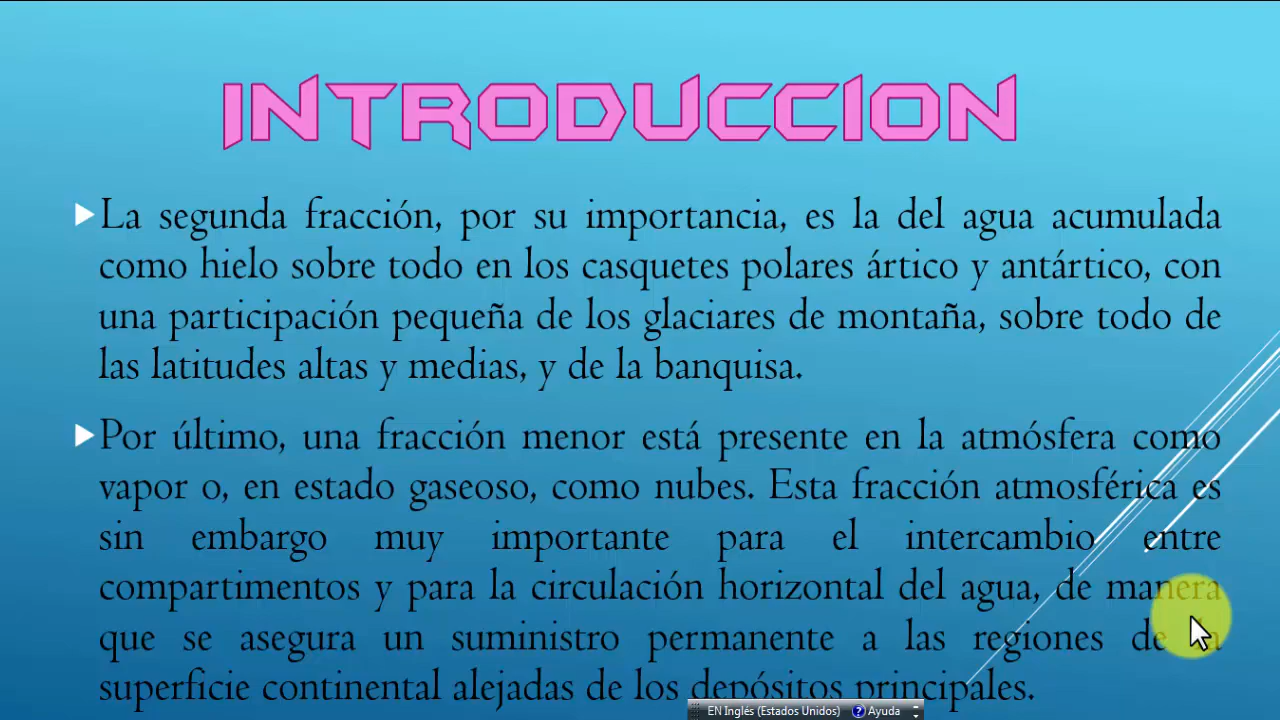 INTRODUCCION
La segunda fracción, por su importancia, es la del agua acumulada
como hielo sobre todo en los casquetes polares ártico y antártico, con
una participación pequeña de los glaciares de montaña, sobre todo de
las latitudes altas y medias, y de la banquisa.
Por último, una fracción menor está presente en la atmósfera como
vapor o, en estado gaseoso, como nubes. Esta fracción atmosférica es
sin embargo muy importante para el intercambio entre
compartimentos y para la circulación horizontal del agua, de manera
que se asegura un suministro permanente a las regiones de
superficie continental alejadas de los depósitos principales.
EN Inglés (Estados Unidos) Ayuda